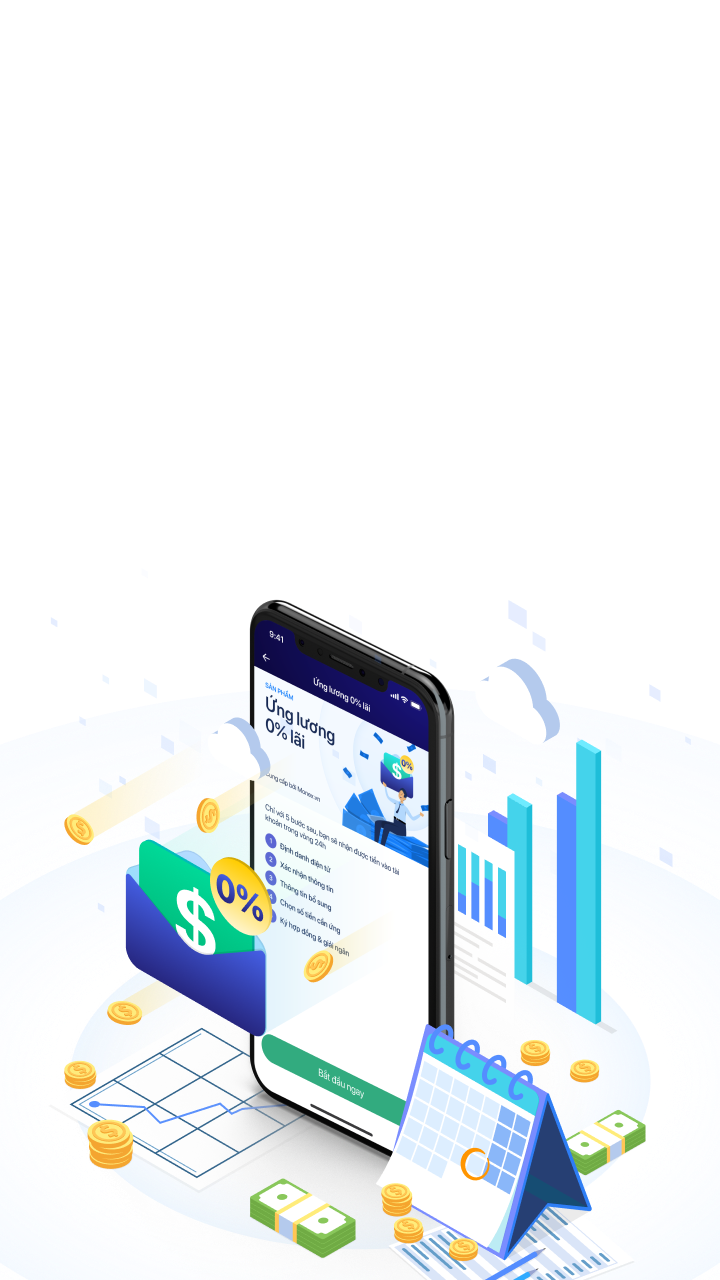 9:41
Ứng lương 0% lãi
SẢN PHẨM
Ứng lương
0% lãi
cung cấp bởi Monex.vn
0%
$
Chỉ với 5 bước sau, bạn sẽ nhận được tiền vào tài
khoản trong vòng 24h
1 Định danh điện tử
2 Xác nhận thông tin
3 Thông tin bổ sung
4 Chọn số tiền cần ứng
Ký hợp đồng & giải ngân
0%
$
Bắt đầu ngay